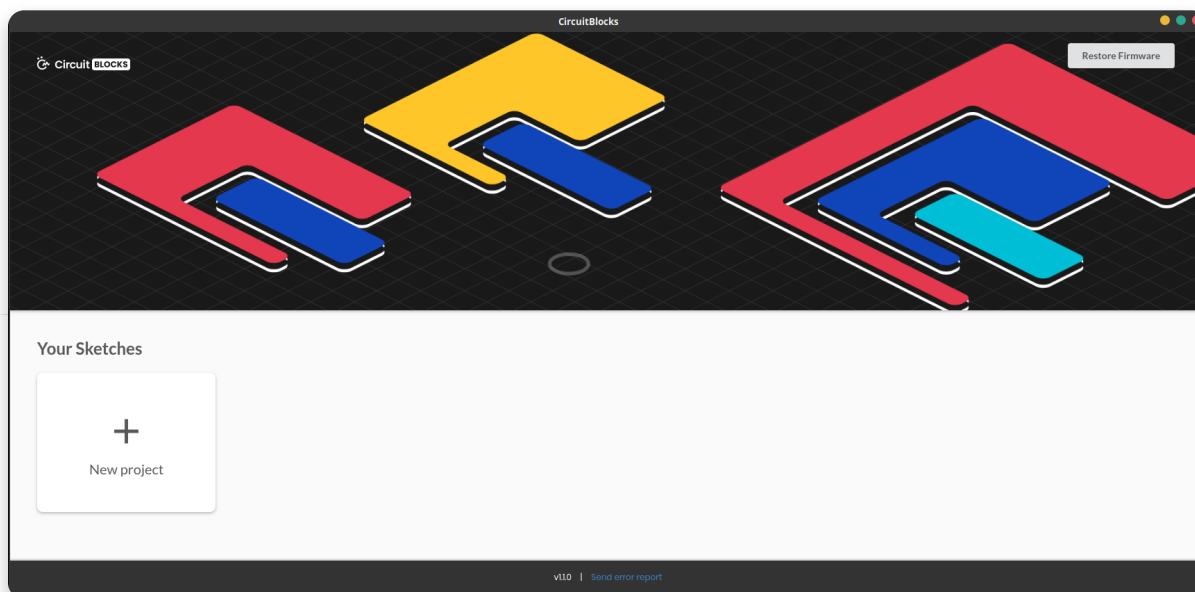 CircuitBlocks
Circuit BLOCKS
Restore Firmware
Your Sketches
New project
v1.1.0 | Send error report